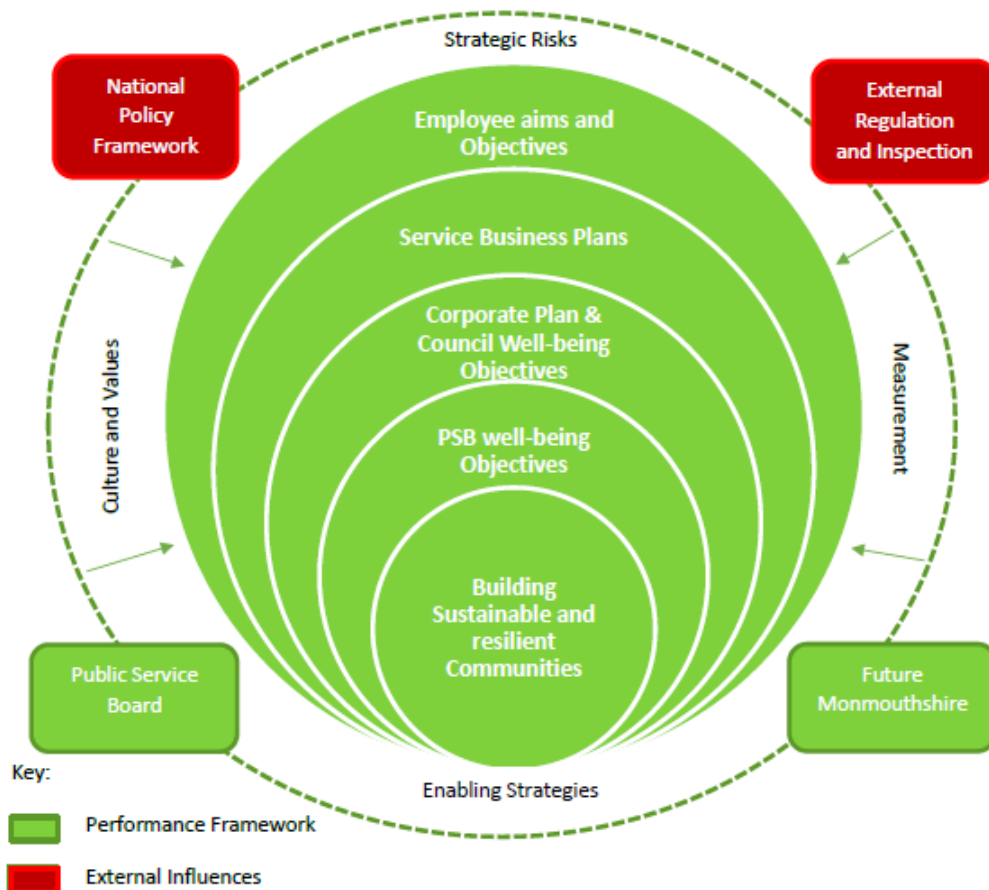 Strategic Risks
National
Policy
Framework
External
Regulation
and Inspection
Employee aims and
Objectives
Service Business Plans
Corporate Plan &
Council Well-being
Objectives
Culture and Values
Measurement
PSB well-being
Objectives
Building
Sustainable and
resilient
Communities
Public Service
Board
Future
Monmouthshire
Enabling Strategies
Key:
Performance Framework
External Influences